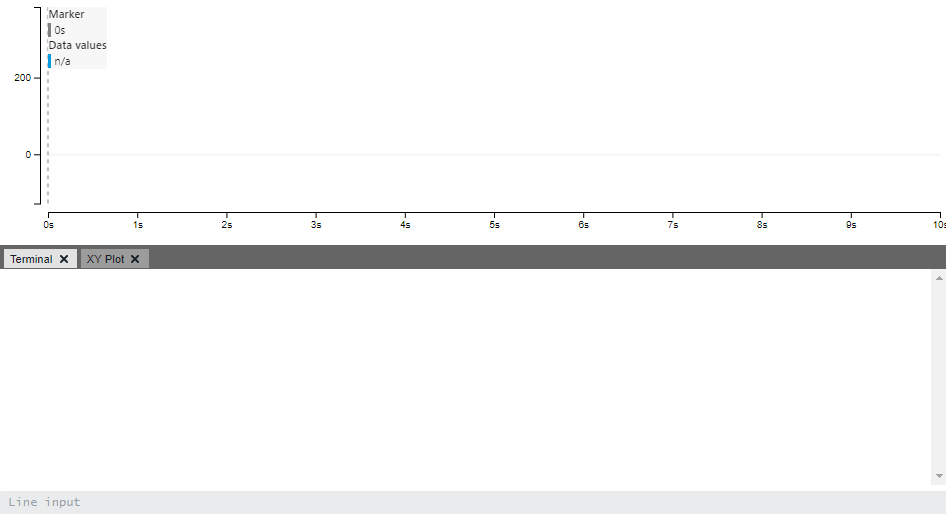 Marker
0s
Data values
n/a
200
0
0s 1s 2s 3s 4s 5s 6s 7s 8s 9s 10s
Terminal XY Plot
Line input